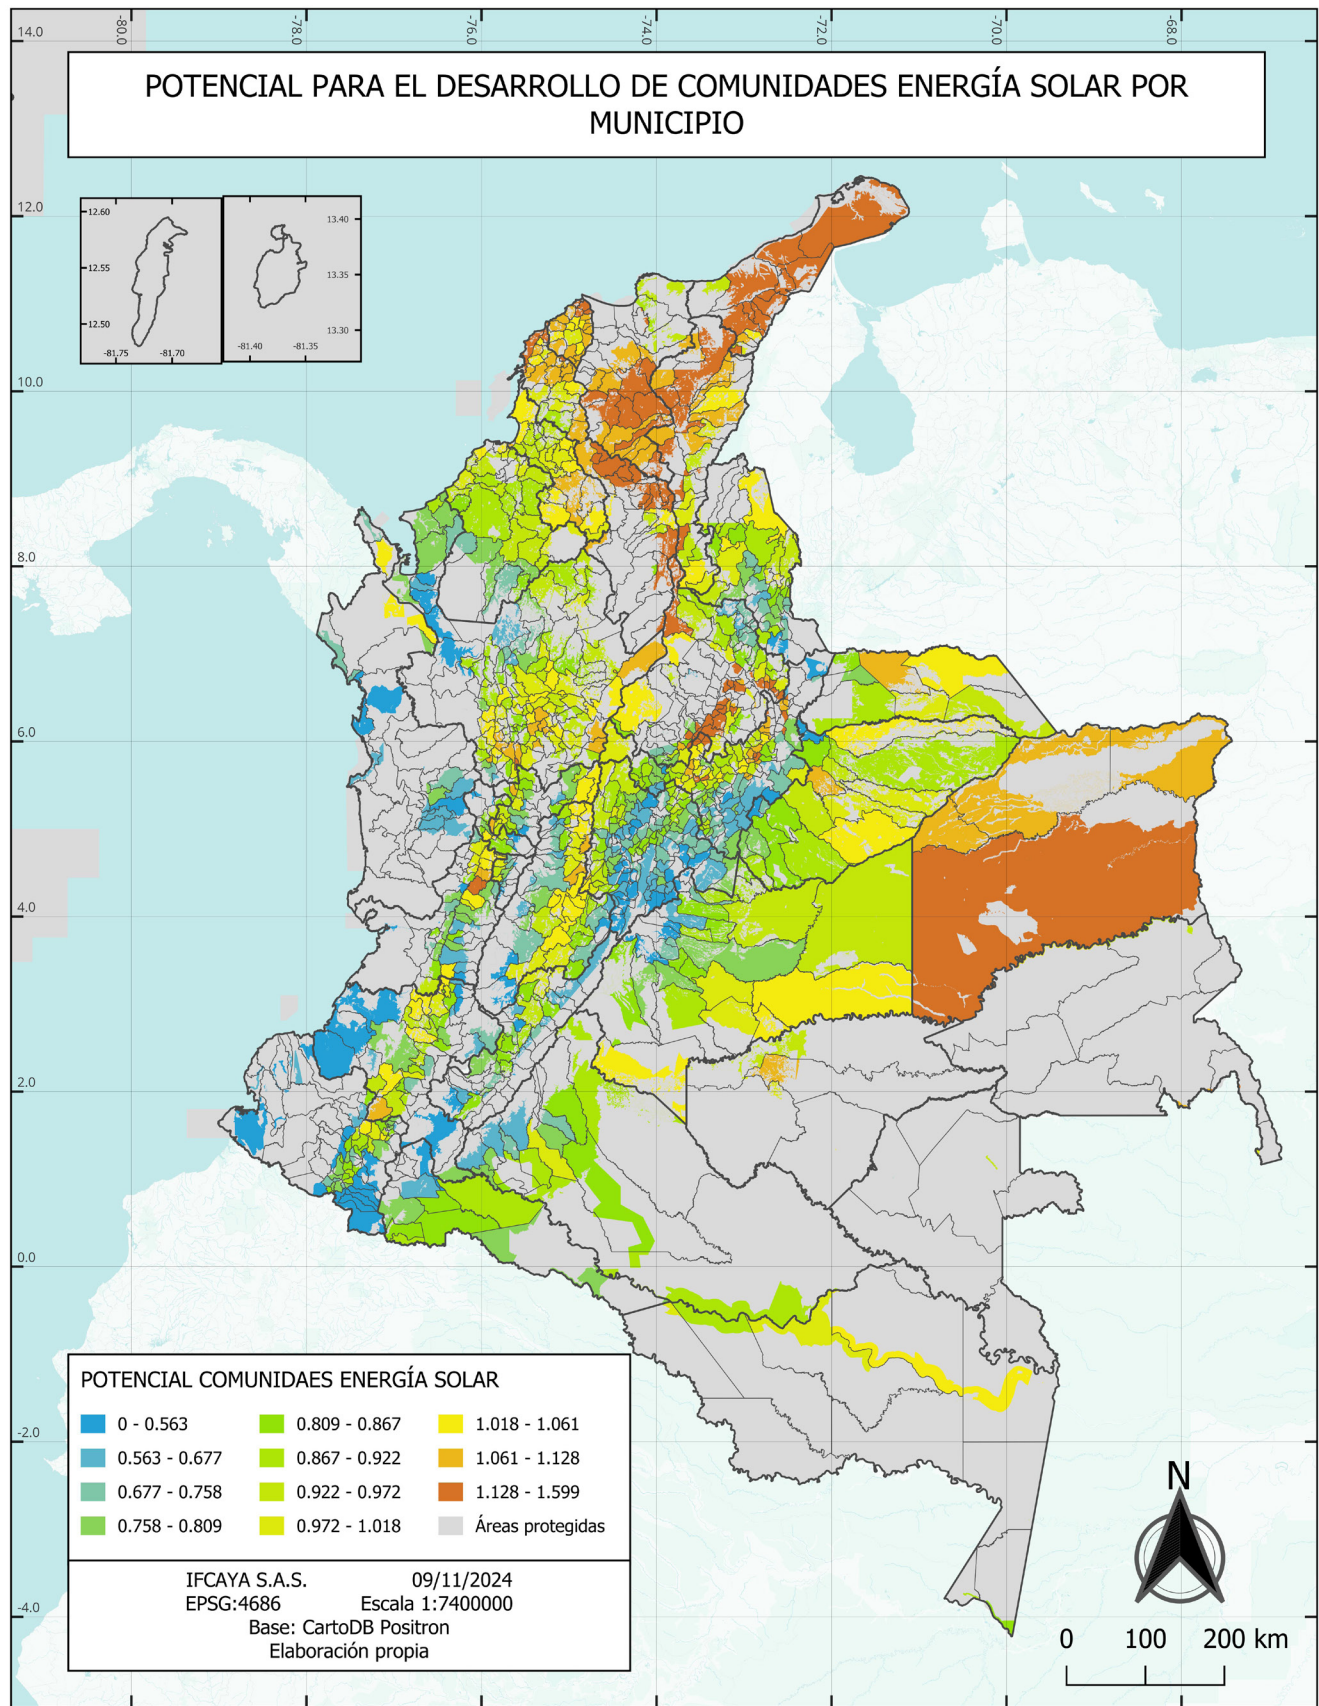 -80.0
-78.0
-76.0
-74.0
-72.0
-70.0
-68.0
14.0
POTENCIAL PARA EL DESARROLLO DE COMUNIDADES ENERGÍA SOLAR POR
MUNICIPIO
12.0
12.60
12.55
12.50
-81.75
-81.70
13.40
13.35
13.30
-81.40
-81.35
10.0
8.0
6.0
4.0
2.0
0.0
-2.0
-4.0
POTENCIAL COMUNIDAES ENERGÍA SOLAR
0 - 0.563
0.563 - 0.677
0.677 - 0.758
0.758 - 0.809
0.809 - 0.867
0.867 - 0.922
0.922 - 0.972
0.972 - 1.018
1.018 - 1.061
1.061 - 1.128
1.128 - 1.599
Áreas protegidas
IFCAYA S.A.S. 09/11/2024
EPSG:4686 Escala 1:7400000
Base: CartoDB Positron
Elaboración propia
N
0 100 200 km